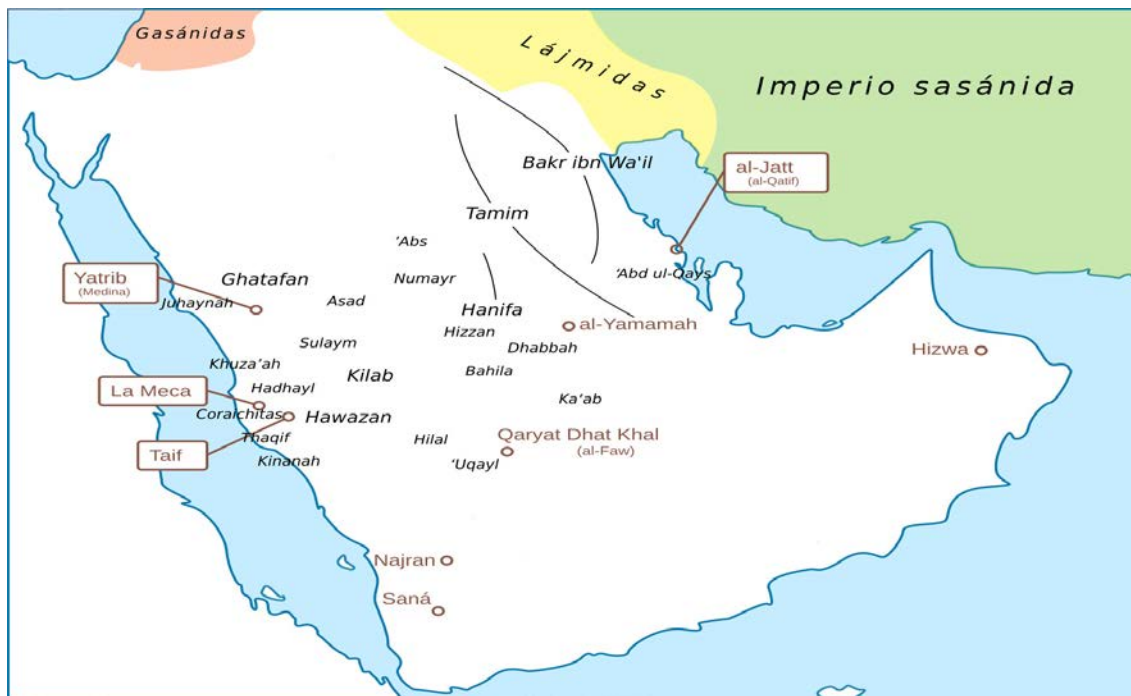 Gasánidas
Lájmidas
Imperio sasánida
Bakr ibn Wa'il
al-Jatt
(al-Qatif)
Tamim
'Abs
'Abd ul-Qays
Yatrib
(Medina)
Ghatafan
Numayr
Juhaynah
Asad
Hanifa
al-Yamamah
Hizzan
Sulaym
Dhabbah
Hizwa
Khuza'ah
Kilab
Bahila
La Meca
Hadhayl
Ka'ab
Coraichitas
Hawazan
Thaqif
Hilal
Qaryat Dhat Khal
(al-Faw)
Taif
Kinanah
'Uqayl
Najran
Saná